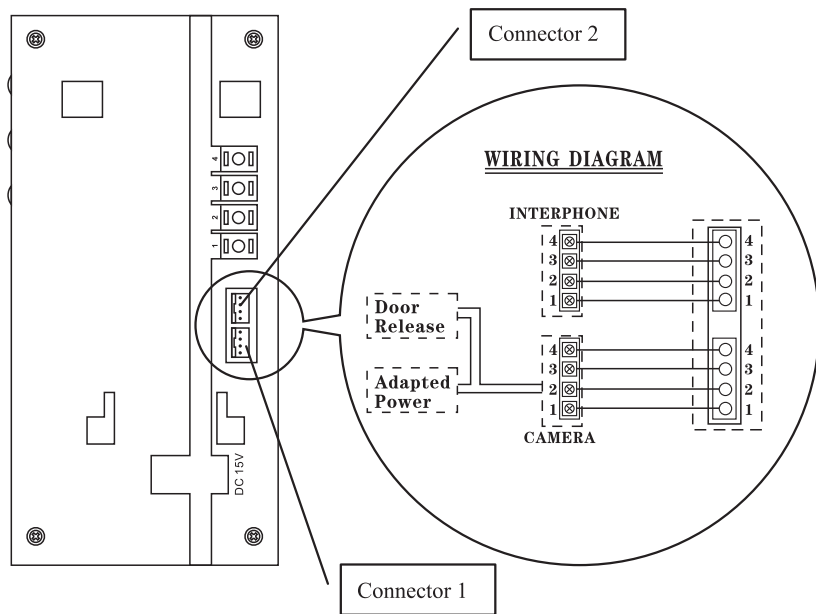 Connector 2
WIRING DIAGRAM
INTERPHONE
4 4
3 3
2 2
1 1
Door
Release
Adapted
Power
4 4
3 3
2 2
1 1
CAMERA
4
3
2
1
DC 15V
Connector 1